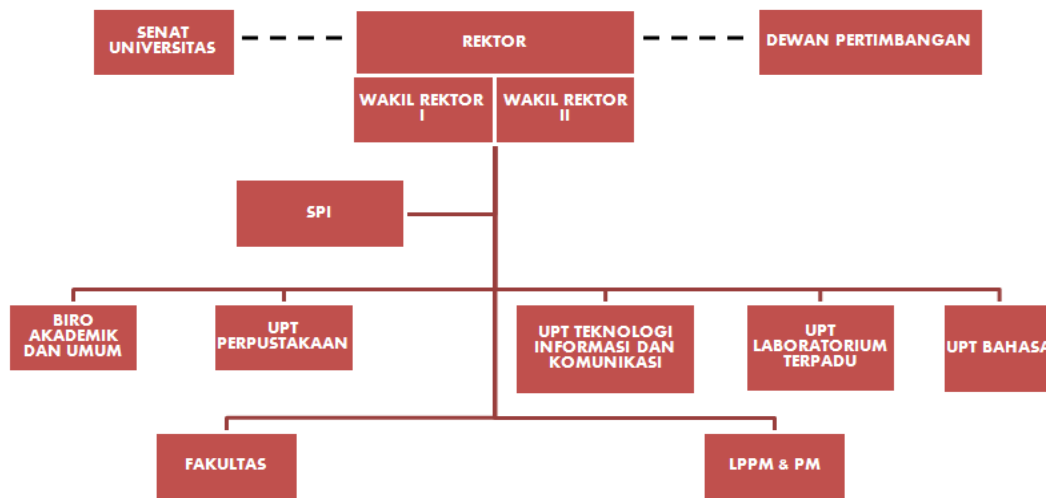 SENAT
UNIVERSITAS
REKTOR
DEWAN PERTIMBANGAN
WAKIL REKTOR
I
WAKIL REKTOR
II
SPI
BIRO
AKADEMIK
DAN UMUM
UPT
PERPUSTAKAAN
UPT TEKNOLOGI
INFORMASI DAN
KOMUNIKASI
UPT
LABORATORIUM
TERPADU
UPT BAHASA
FAKULTAS
LPPM & PM